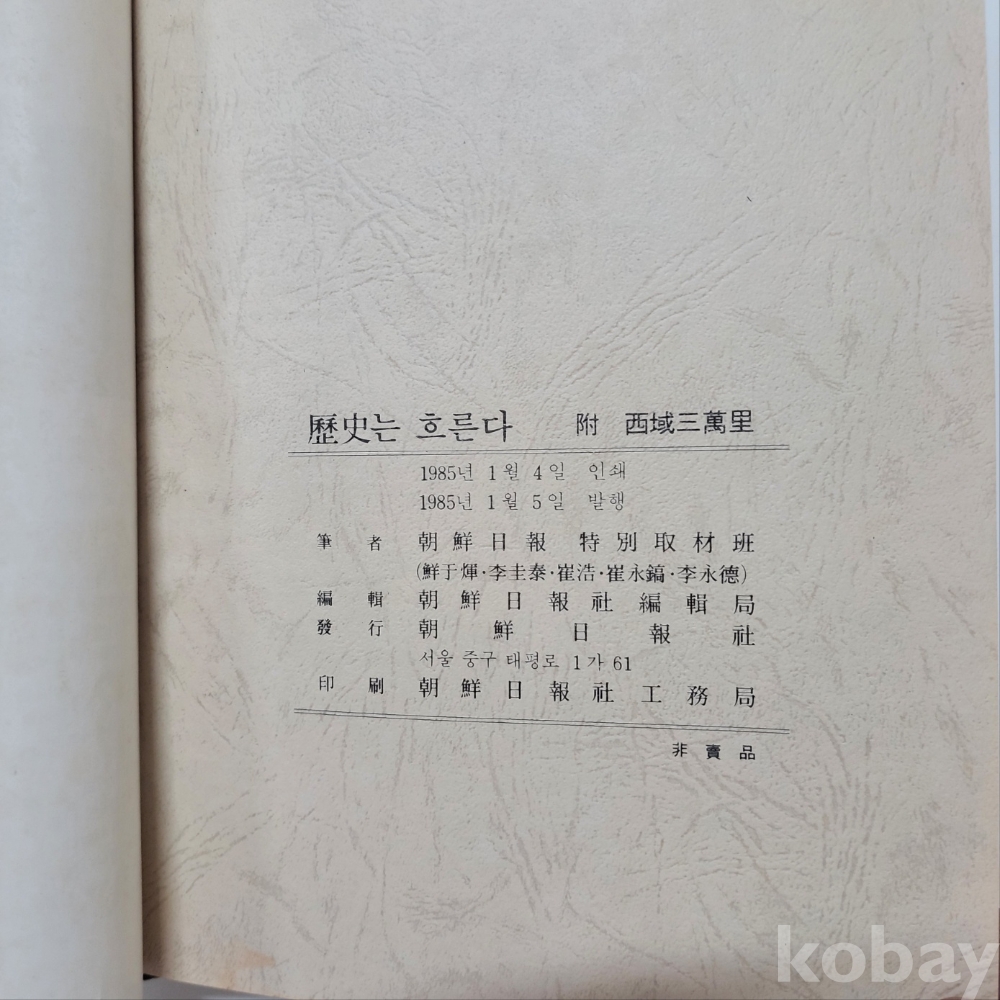 歷史는 흐른다 附 西域三萬里
1985년 1월 4일 인쇄
1985년 1월 5일 발행
筆者 朝鮮日報 特別取材班
(鮮于煇·李圭泰·崔浩·崔永鎬·李永德)
編輯 朝鮮日報社編輯局
發行 朝鮮日報社
서울 중구 태평로 1가 61
印刷 朝鮮日報社工務局
非賣品
kobay